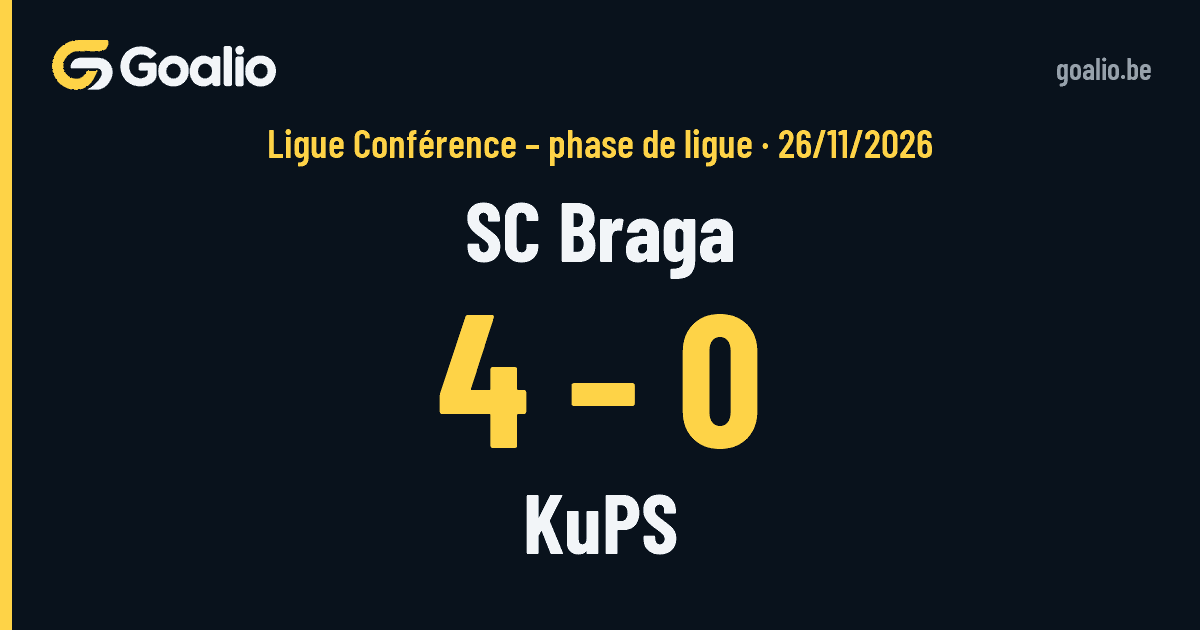 Goalio
goalio.be
Ligue Conférence – phase de ligue · 26/11/2026
SC Braga
4 – 0
KuPS